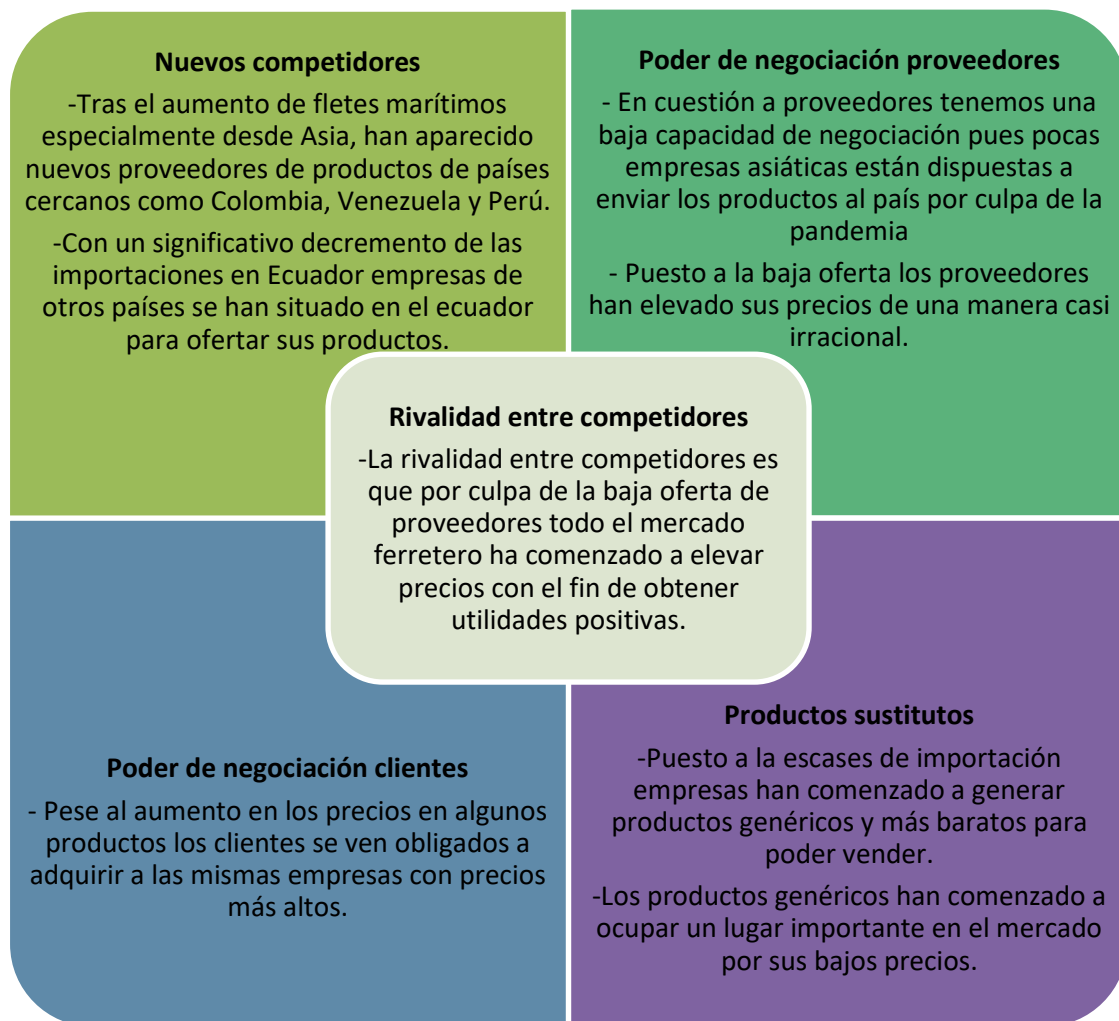 Nuevos competidores
-Tras el aumento de fletes marítimos
especialmente desde Asia, han aparecido
nuevos proveedores de productos de países
cercanos como Colombia, Venezuela y Perú.
-Con un significativo decremento de las
importaciones en Ecuador empresas de
otros países se han situado en el ecuador
para ofertar sus productos.
Poder de negociación proveedores
- En cuestión a proveedores tenemos una
baja capacidad de negociación pues pocas
empresas asiáticas están dispuestas a
enviar los productos al país por culpa de la
pandemia
- Puesto a la baja oferta los proveedores
han elevado sus precios de una manera casi
irracional.
Rivalidad entre competidores
-La rivalidad entre competidores es
que por culpa de la baja oferta de
proveedores todo el mercado
ferretero ha comenzado a elevar
precios con el fin de obtener
utilidades positivas.
Poder de negociación clientes
- Pese al aumento en los precios en algunos
productos los clientes se ven obligados a
adquirir a las mismas empresas con precios
más altos.
Productos sustitutos
-Puesto a la escases de importación
empresas han comenzado a generar
productos genéricos y más baratos para
poder vender.
-Los productos genéricos han comenzado a
ocupar un lugar importante en el mercado
por sus bajos precios.